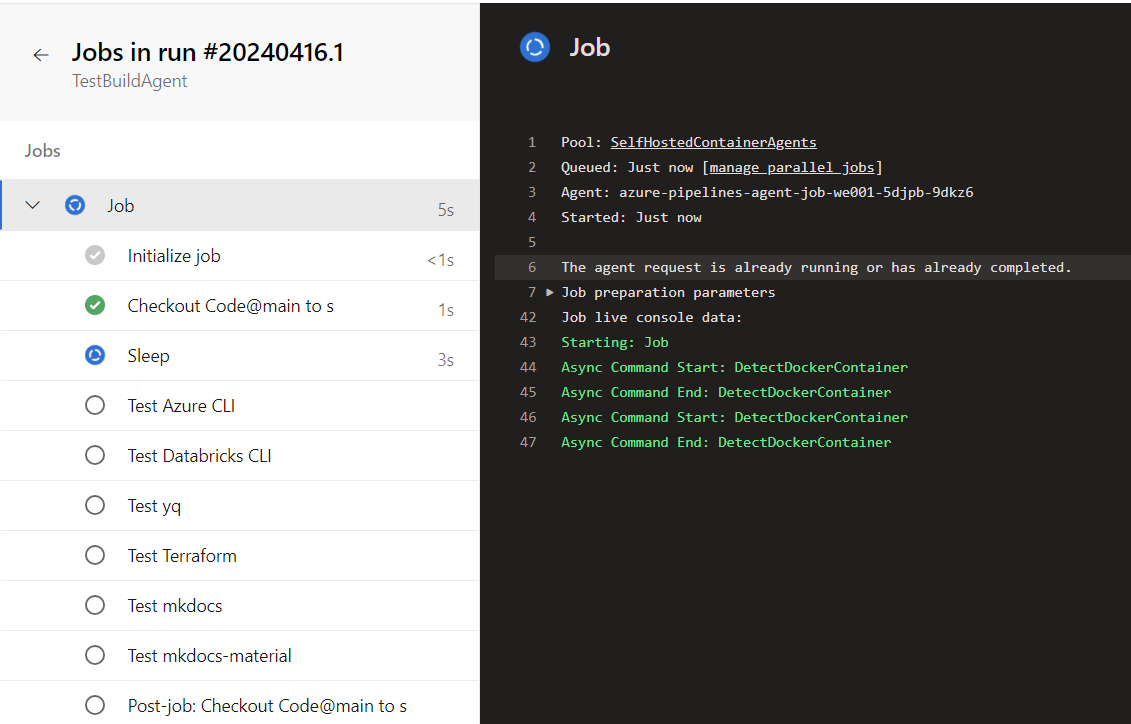 Jobs in run #20240416.1
TestBuildAgent
Jobs
Job 5s
Initialize job <1s
Checkout Code@main to s 1s
Sleep 3s
Test Azure CLI
Test Databricks CLI
Test yq
Test Terraform
Test mkdocs
Test mkdocs-material
Post-job: Checkout Code@main to s
Job
1 Pool: SelfHostedContainerAgents
2 Queued: Just now [manage parallel jobs]
3 Agent: azure-pipelines-agent-job-we001-5djpb-9dkz6
4 Started: Just now
5
6 The agent request is already running or has already completed.
7 Job preparation parameters
42 Job live console data:
43 Starting: Job
44 Async Command Start: DetectDockerContainer
45 Async Command End: DetectDockerContainer
46 Async Command Start: DetectDockerContainer
47 Async Command End: DetectDockerContainer